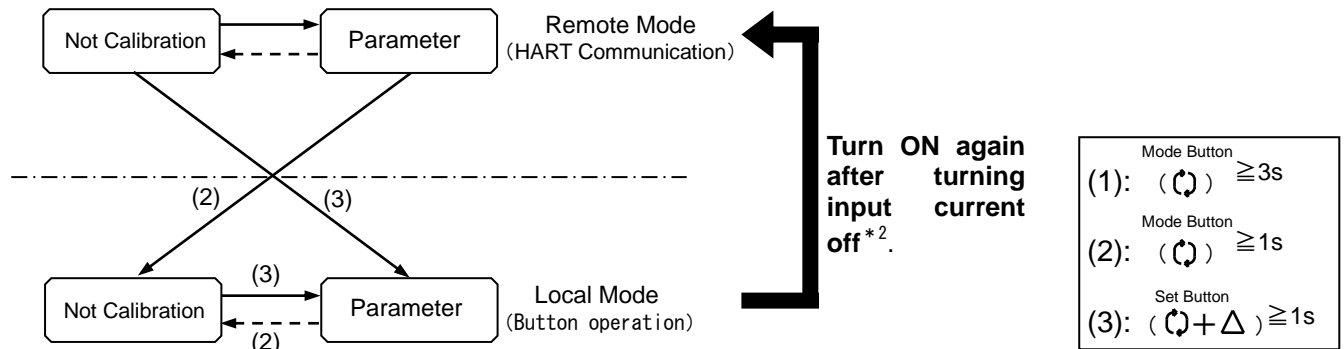 Not Calibration
Parameter
Remote Mode
(HART Communication)
Turn ON again
after turning
input current
off*2.
(2)
(3)
(3)
Not Calibration
Parameter
(2)
Local Mode
(Button operation)
Mode Button
(1): ( ) ≧3s
Mode Button
(2): ( ) ≧1s
Set Button
(3): ( + △ ) ≧1s